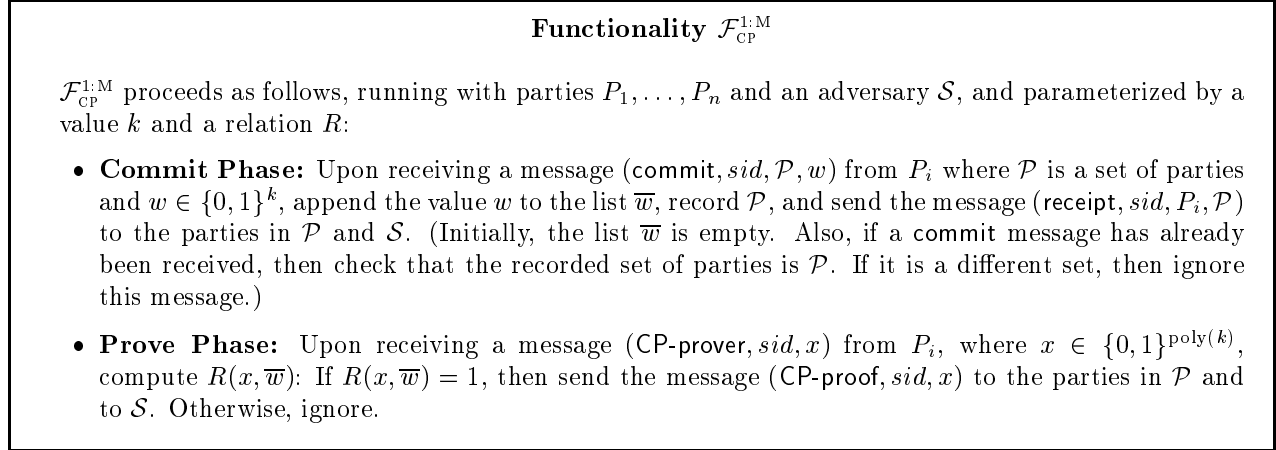 Functionality $\mathcal{F}_{\mathrm{CP}}^{1:\mathrm{M}}$
$\mathcal{F}_{\mathrm{CP}}^{1:\mathrm{M}}$ proceeds as follows, running with parties $P_1, \ldots, P_n$ and an adversary $\mathcal{S}$, and parameterized by a
value $k$ and a relation $R$:
• Commit Phase: Upon receiving a message (commit, $sid$, $\mathcal{P}$, $w$) from $P_i$ where $\mathcal{P}$ is a set of parties
and $w \in \{0,1\}^k$, append the value $w$ to the list $\overline{w}$, record $\mathcal{P}$, and send the message (receipt, $sid$, $P_i$, $\mathcal{P}$)
to the parties in $\mathcal{P}$ and $\mathcal{S}$. (Initially, the list $\overline{w}$ is empty. Also, if a commit message has already
been received, then check that the recorded set of parties is $\mathcal{P}$. If it is a different set, then ignore
this message.)
• Prove Phase: Upon receiving a message (CP-prover, $sid$, $x$) from $P_i$, where $x \in \{0,1\}^{\mathrm{poly}(k)}$,
compute $R(x, \overline{w})$: If $R(x, \overline{w}) = 1$, then send the message (CP-proof, $sid$, $x$) to the parties in $\mathcal{P}$ and
to $\mathcal{S}$. Otherwise, ignore.